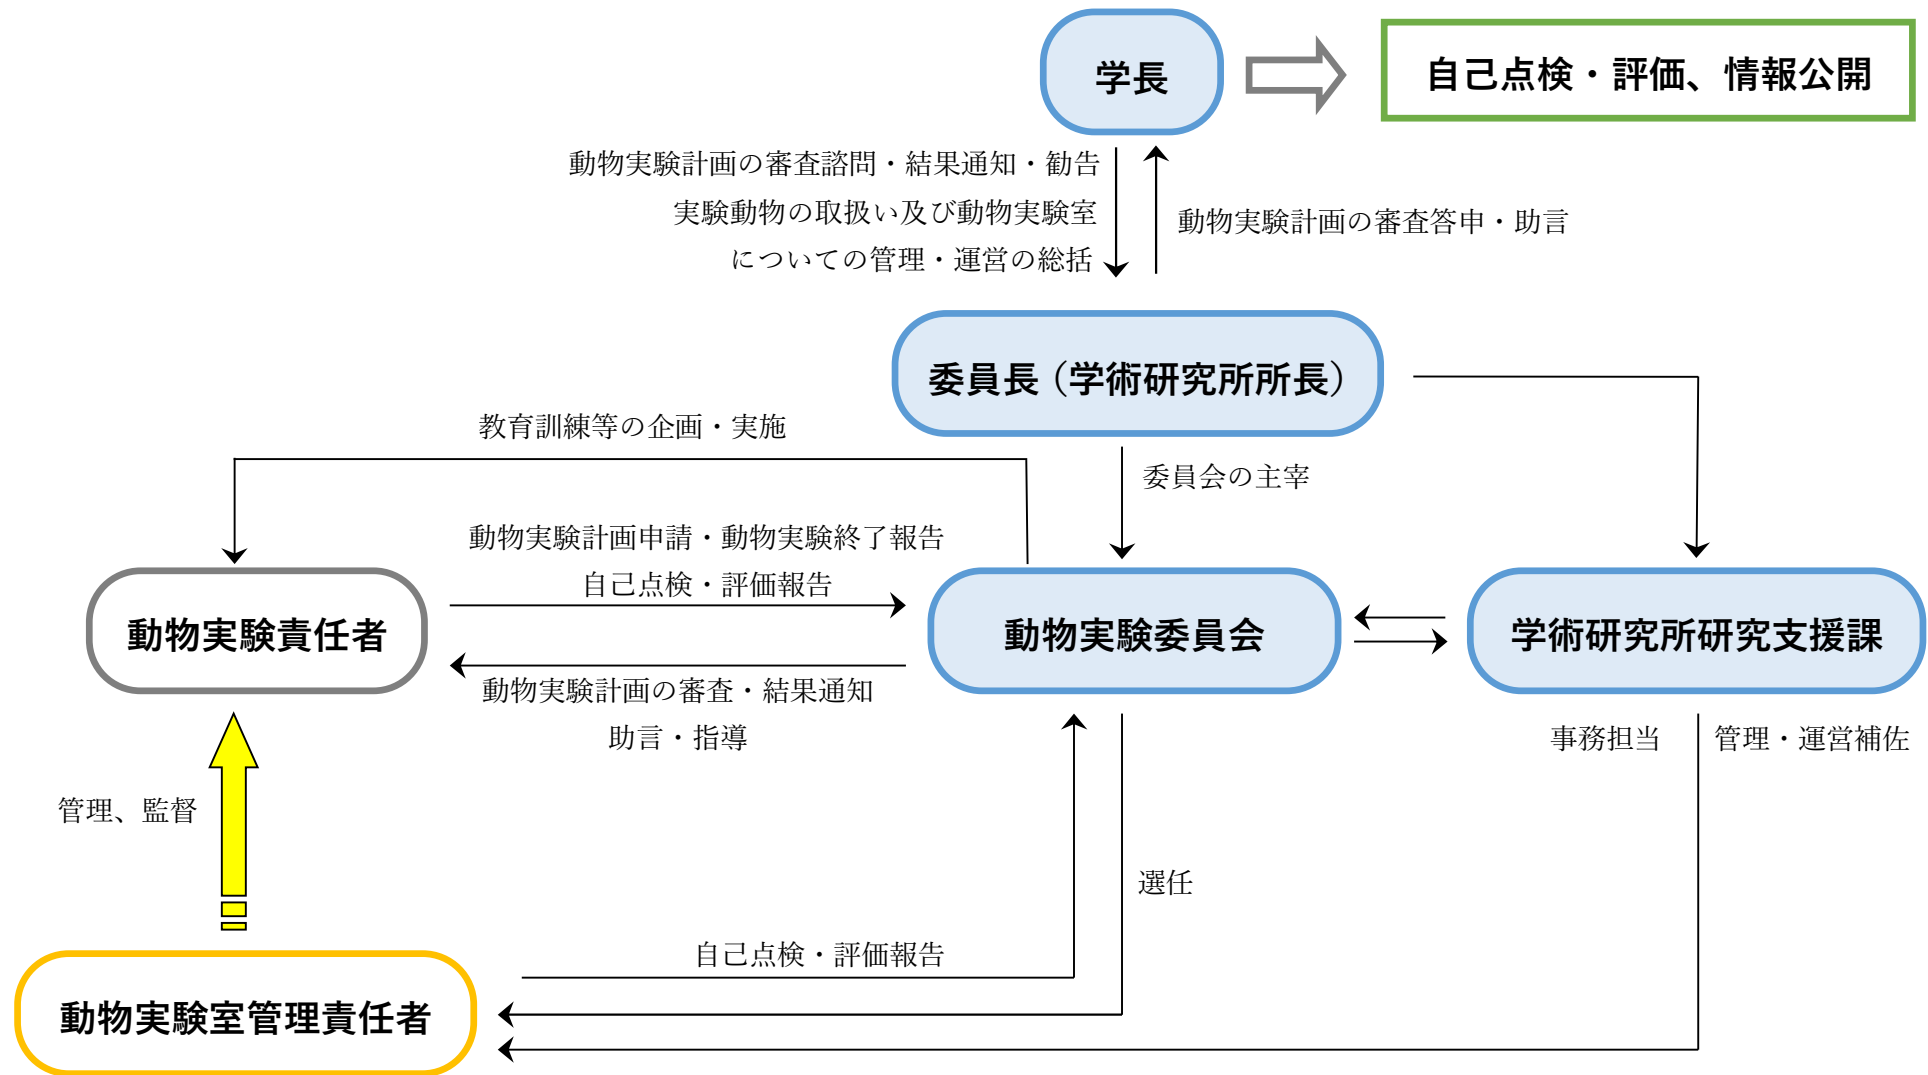 学長
自己点検・評価、情報公開
動物実験計画の審査諮問・結果通知・勧告
実験動物の取扱い及び動物実験室
についての管理・運営の総括
動物実験計画の審査答申・助言
委員長（学術研究所所長）
教育訓練等の企画・実施
委員会の主宰
動物実験計画申請・動物実験終了報告
自己点検・評価報告
動物実験責任者
動物実験委員会
学術研究所研究支援課
動物実験計画の審査・結果通知
助言・指導
事務担当
管理・運営補佐
管理、監督
選任
自己点検・評価報告
動物実験室管理責任者